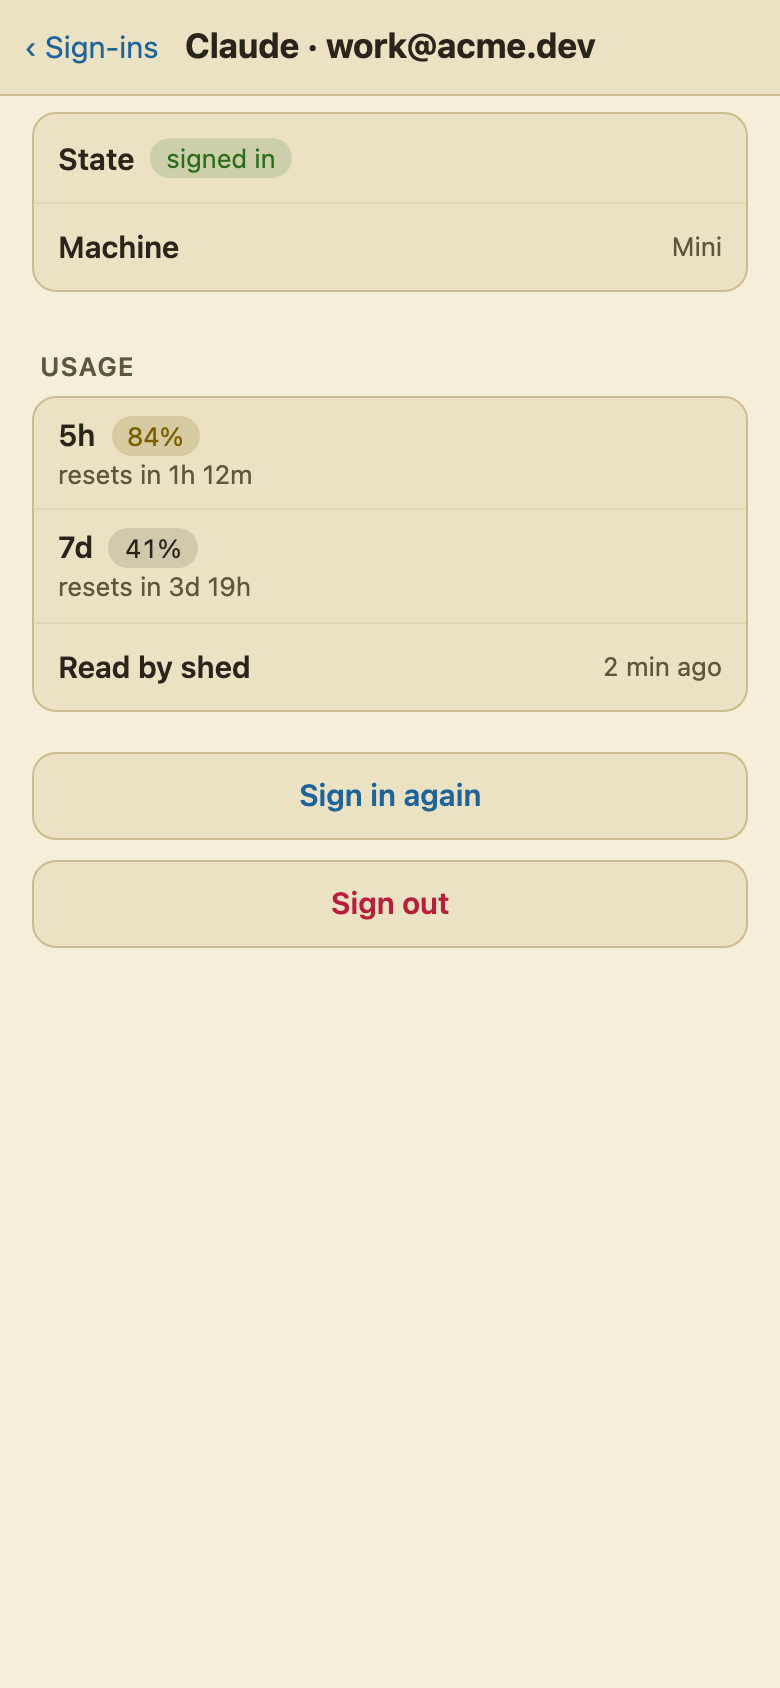 ‹ Sign-ins Claude · work@acme.dev
State signed in
Machine Mini
USAGE
5h 84%
resets in 1h 12m
7d 41%
resets in 3d 19h
Read by shed 2 min ago
Sign in again
Sign out